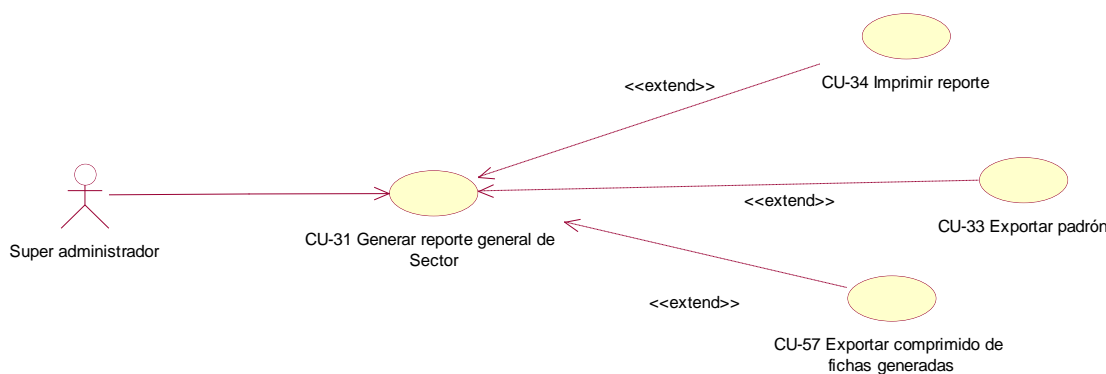 CU-34 Imprimir reporte
<<extend>>
<<extend>>
CU-33 Exportar padrón
Super administrador
CU-31 Generar reporte general de
Sector
<<extend>>
CU-57 Exportar comprimido de
fichas generadas